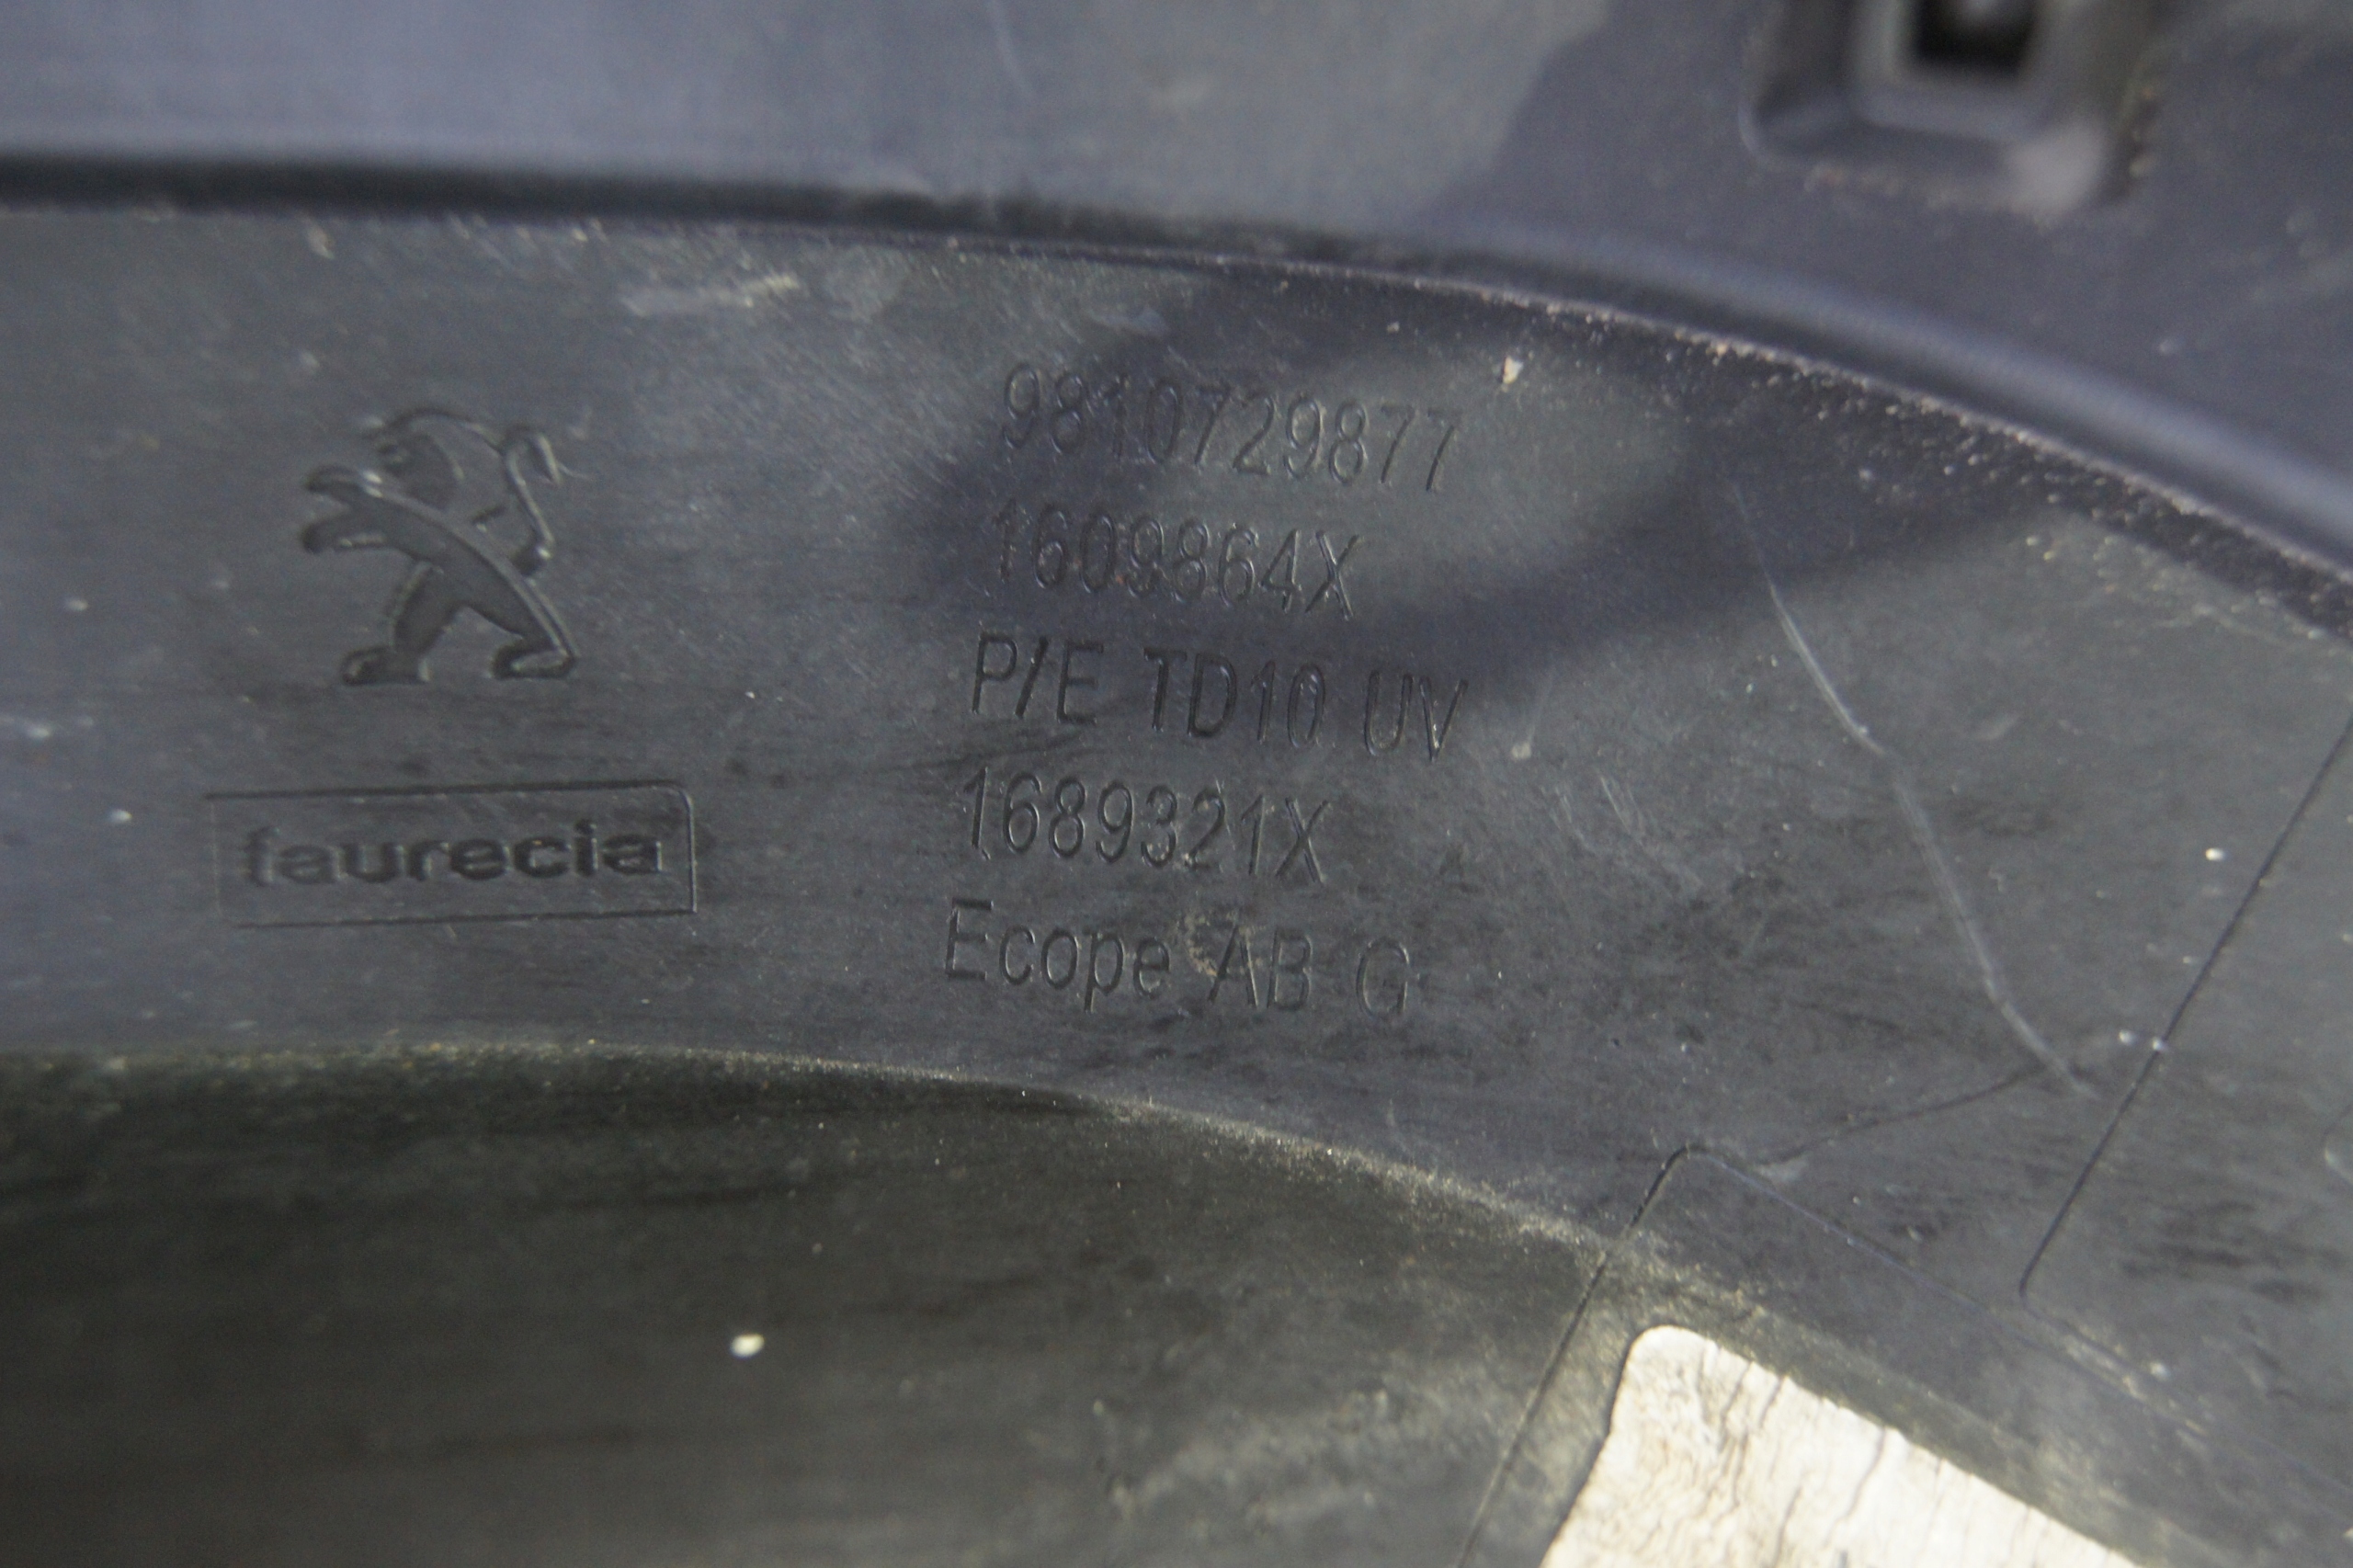 9810729877
1609864X
P/E TD10 UV
1689321X
Ecope AB G
faurecia